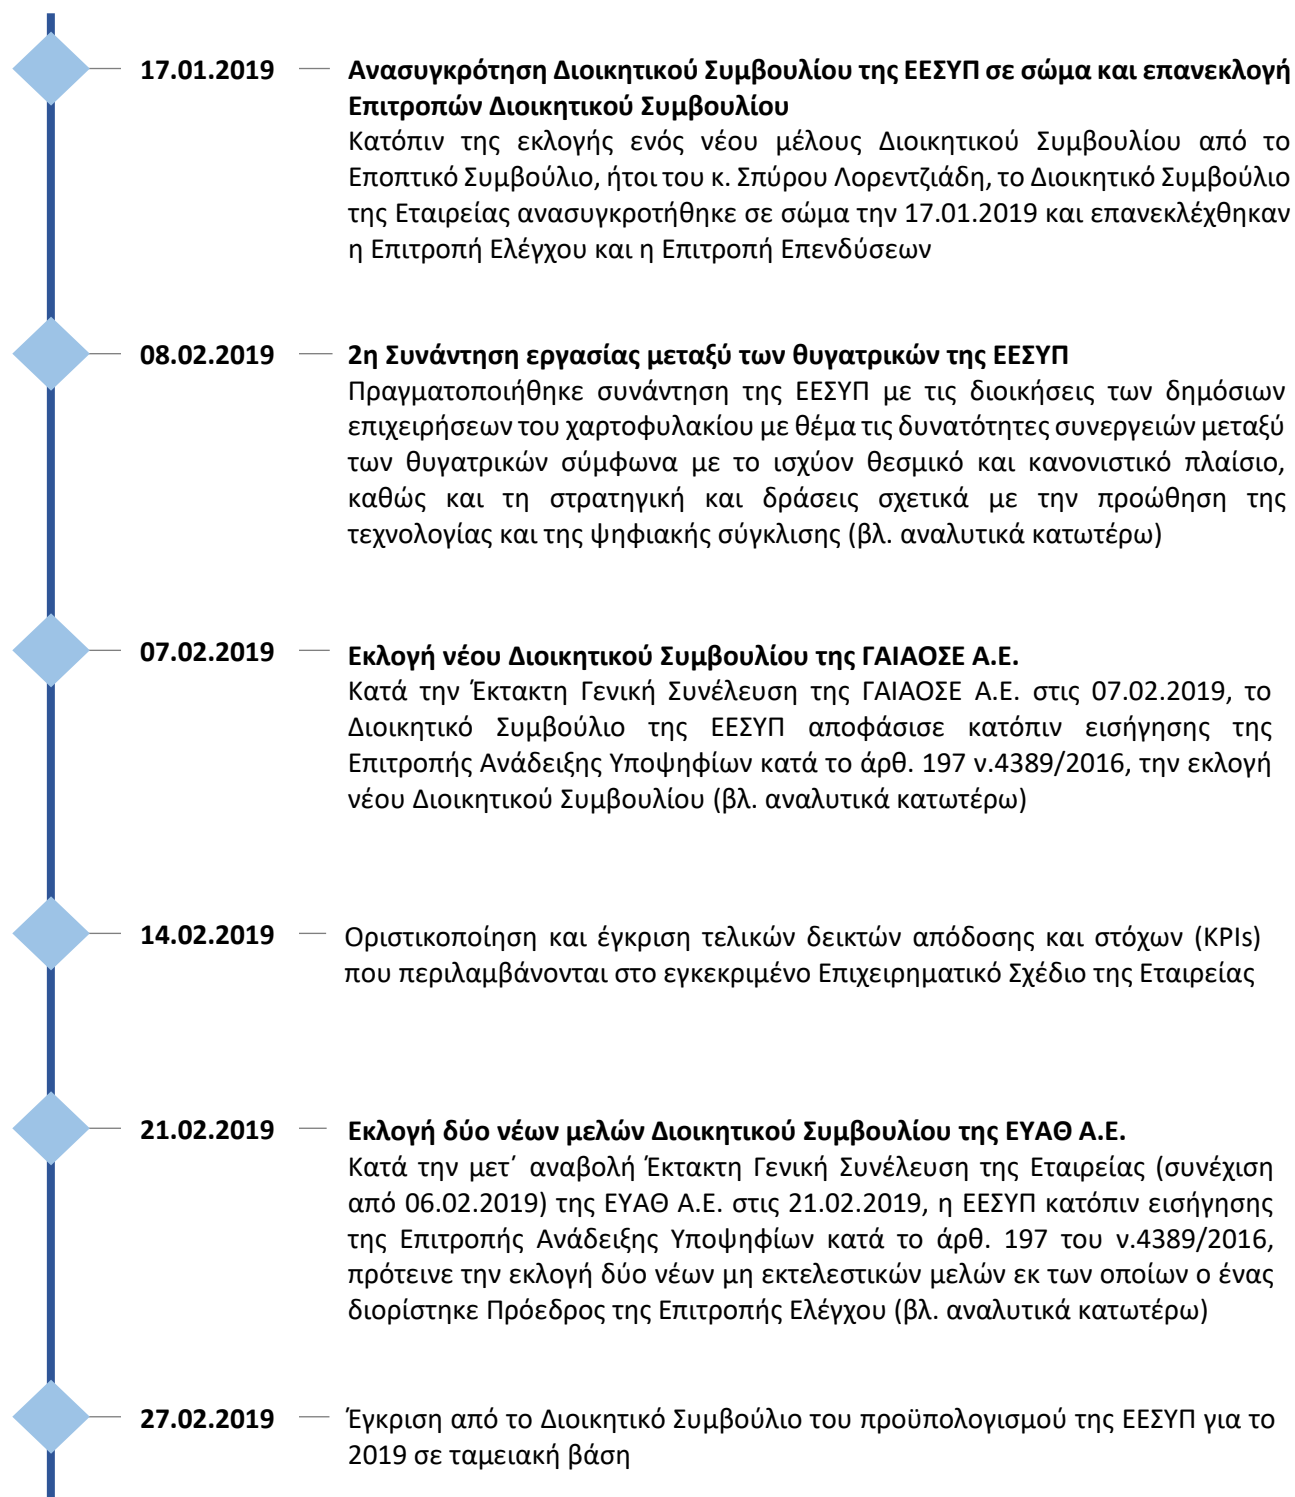 17.01.2019
Ανασυγκρότηση Διοικητικού Συμβουλίου της ΕΕΣΥΠ σε σώμα και επανεκλογή
Επιτροπών Διοικητικού Συμβουλίου
Κατόπιν της εκλογής ενός νέου μέλους Διοικητικού Συμβουλίου από το
Εποπτικό Συμβούλιο, ήτοι του κ. Σπύρου Λορεντζιάδη, το Διοικητικό Συμβούλιο
της Εταιρείας ανασυγκροτήθηκε σε σώμα την 17.01.2019 και επανεκλέχθηκαν
η Επιτροπή Ελέγχου και η Επιτροπή Επενδύσεων
08.02.2019
2η Συνάντηση εργασίας μεταξύ των θυγατρικών της ΕΕΣΥΠ
Πραγματοποιήθηκε συνάντηση της ΕΕΣΥΠ με τις διοικήσεις των δημόσιων
επιχειρήσεων του χαρτοφυλακίου με θέμα τις δυνατότητες συνεργειών μεταξύ
των θυγατρικών σύμφωνα με το ισχύον θεσμικό και κανονιστικό πλαίσιο,
καθώς και τη στρατηγική και δράσεις σχετικά με την προώθηση της
τεχνολογίας και της ψηφιακής σύγκλισης (βλ. αναλυτικά κατωτέρω)
07.02.2019
Εκλογή νέου Διοικητικού Συμβουλίου της ΓΑΙΑΟΣΕ Α.Ε.
Κατά την Έκτακτη Γενική Συνέλευση της ΓΑΙΑΟΣΕ Α.Ε. στις 07.02.2019, το
Διοικητικό Συμβούλιο της ΕΕΣΥΠ αποφάσισε κατόπιν εισήγησης της
Επιτροπής Ανάδειξης Υποψηφίων κατά το άρθ. 197 ν.4389/2016, την εκλογή
νέου Διοικητικού Συμβουλίου (βλ. αναλυτικά κατωτέρω)
14.02.2019
Οριστικοποίηση και έγκριση τελικών δεικτών απόδοσης και στόχων (KPIs)
που περιλαμβάνονται στο εγκεκριμένο Επιχειρηματικό Σχέδιο της Εταιρείας
21.02.2019
Εκλογή δύο νέων μελών Διοικητικού Συμβουλίου της ΕΥΑΘ Α.Ε.
Κατά την μετ΄ αναβολή Έκτακτη Γενική Συνέλευση της Εταιρείας (συνέχιση
από 06.02.2019) της ΕΥΑΘ Α.Ε. στις 21.02.2019, η ΕΕΣΥΠ κατόπιν εισήγησης
της Επιτροπής Ανάδειξης Υποψηφίων κατά το άρθ. 197 του ν.4389/2016,
πρότεινε την εκλογή δύο νέων μη εκτελεστικών μελών εκ των οποίων ο ένας
διορίστηκε Πρόεδρος της Επιτροπής Ελέγχου (βλ. αναλυτικά κατωτέρω)
27.02.2019
Έγκριση από το Διοικητικό Συμβούλιο του προϋπολογισμού της ΕΕΣΥΠ για το
2019 σε ταμειακή βάση